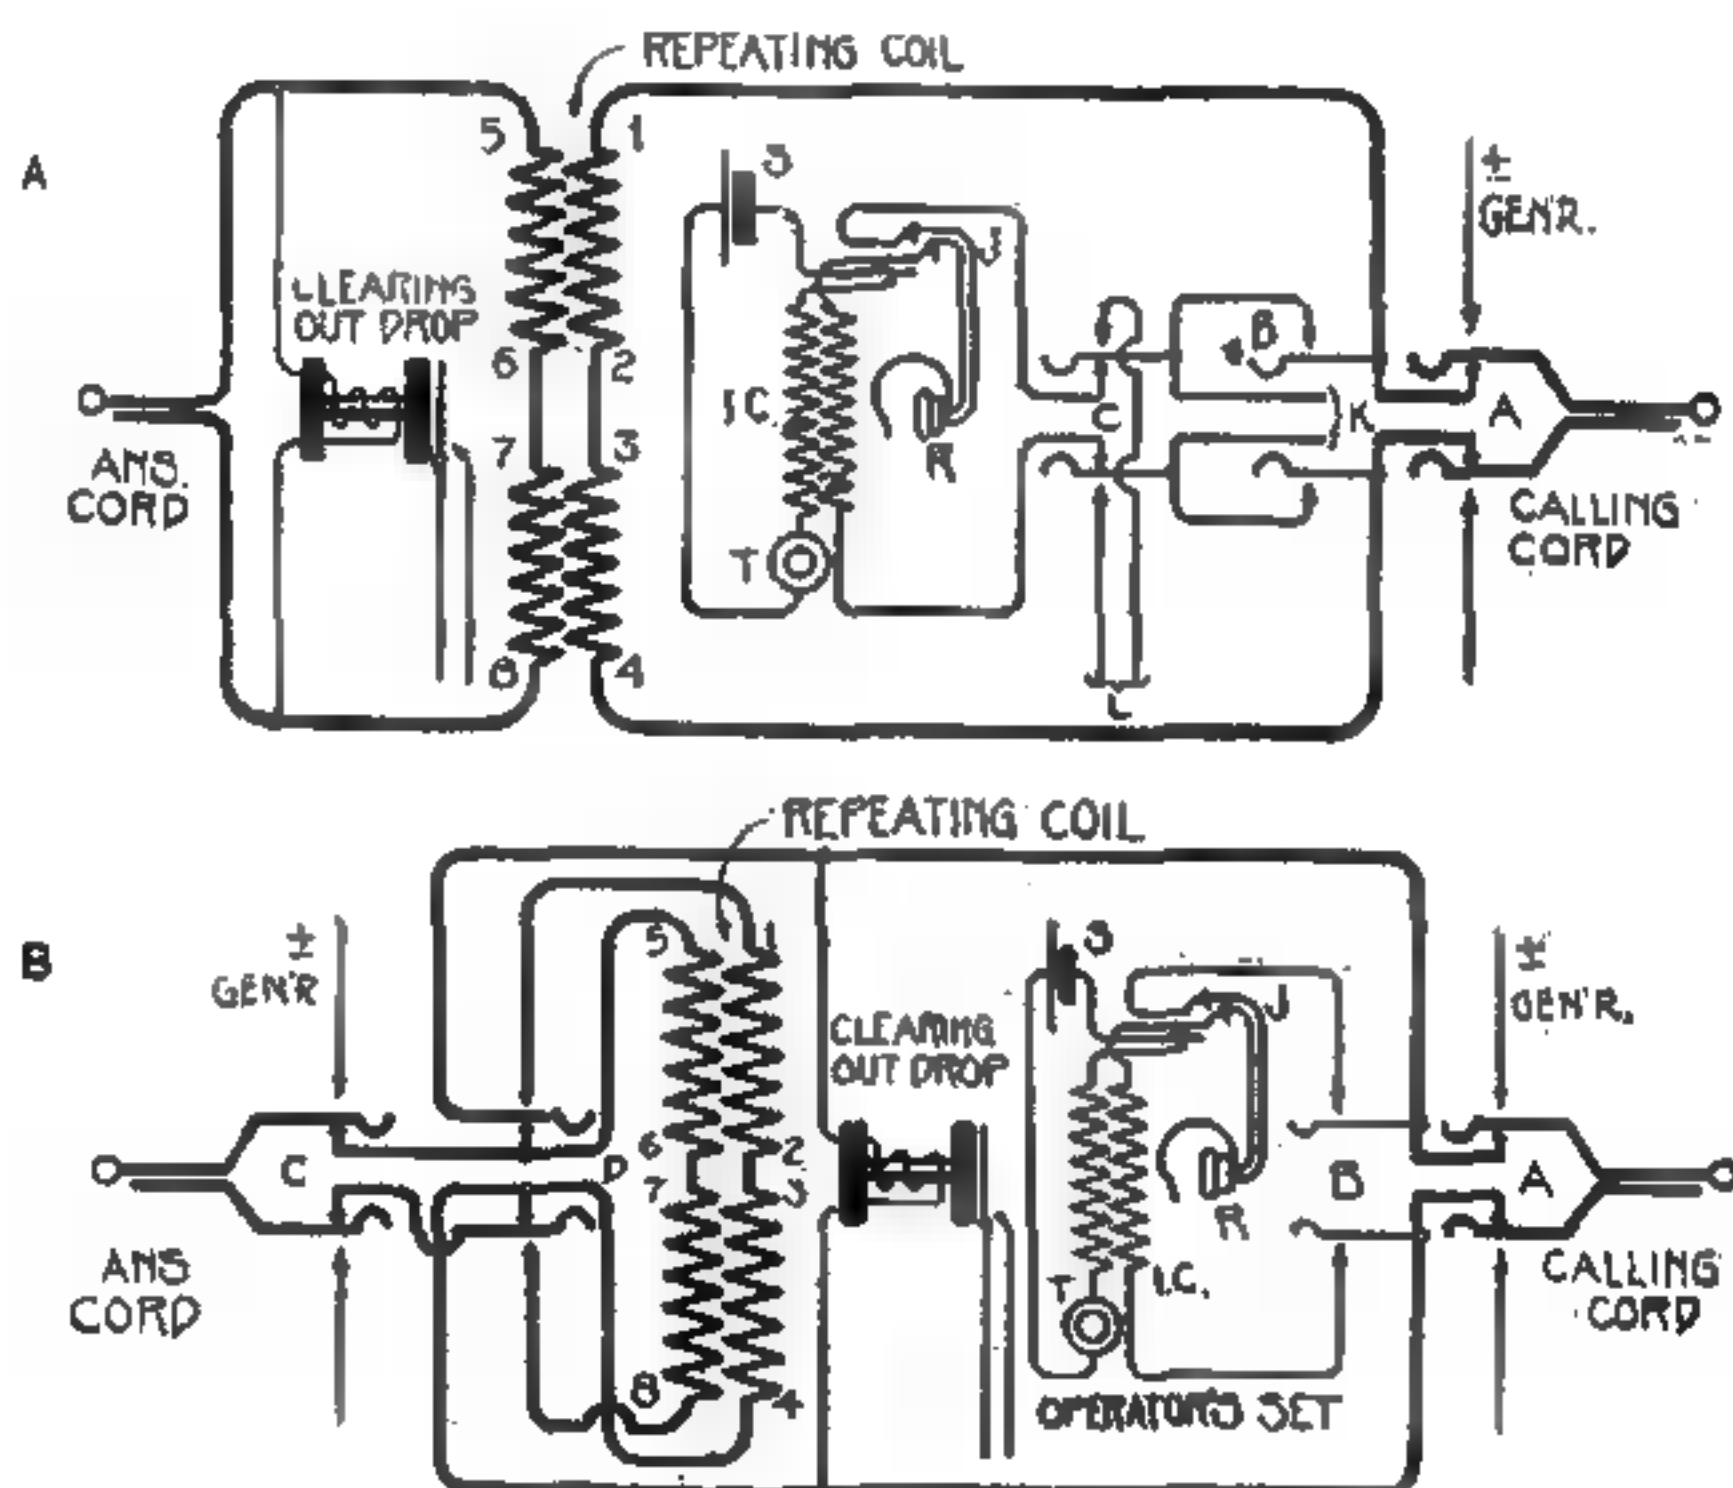 REPEATING COIL
A
5 1
3
±
GEN'R.
J
CLEARING
OUT DROP
B
6 2
I C.
C
K
A
7 3
R
ANS.
CORD
CALLING
CORD
T
8 4
L
REPEATING COIL
B
±
GEN'R
5 1
3
±
GEN'R.
J
CLEARING
OUT DROP
6 2
C
D
7 3
B
A
R
ANS
CORD
T
I.C.
CALLING
CORD
8 4
OPERATOR'S SET